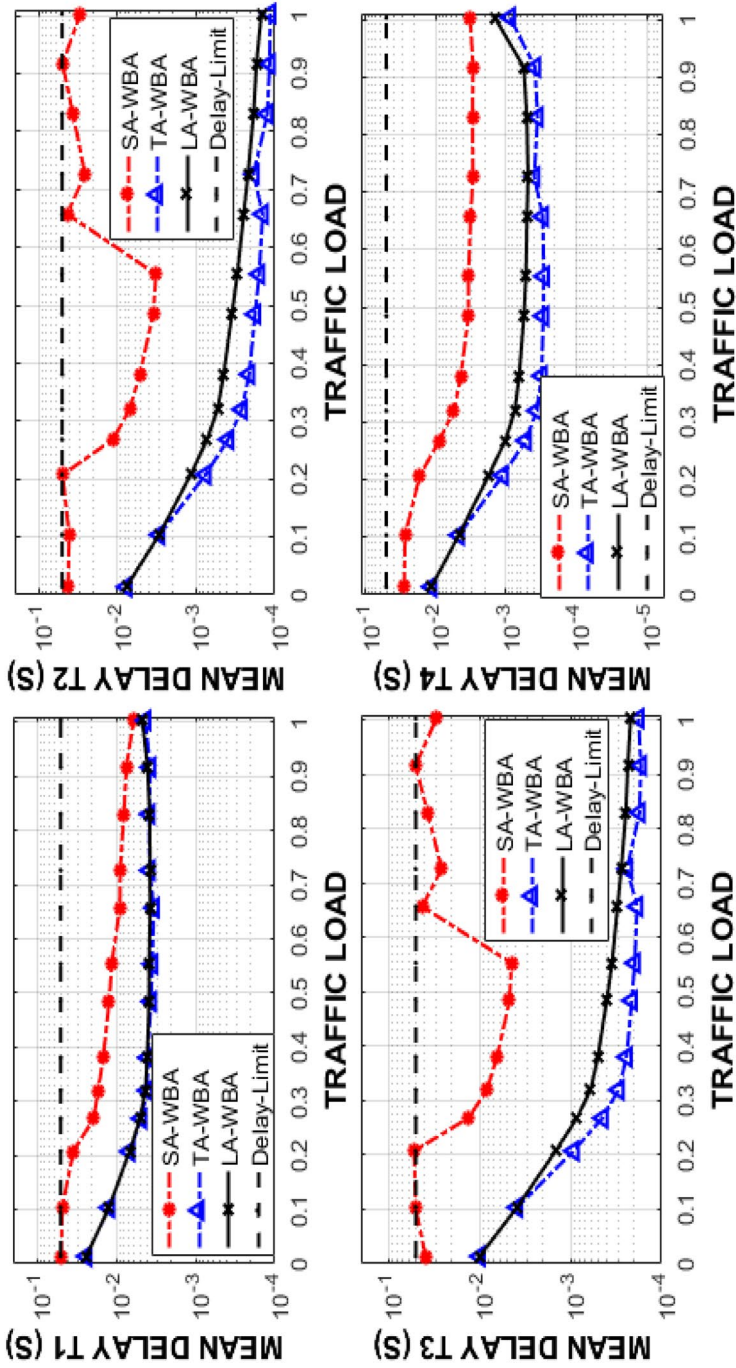 MEAN DELAY T1 (S)
10⁻¹
10⁻²
10⁻³
10⁻⁴
SA-WBA
TA-WBA
LA-WBA
Delay-Limit
0 0.1 0.2 0.3 0.4 0.5 0.6 0.7 0.8 0.9 1
TRAFFIC LOAD
MEAN DELAY T2 (S)
10⁻¹
10⁻²
10⁻³
10⁻⁴
SA-WBA
TA-WBA
LA-WBA
Delay-Limit
0 0.1 0.2 0.3 0.4 0.5 0.6 0.7 0.8 0.9 1
TRAFFIC LOAD
MEAN DELAY T3 (S)
10⁻¹
10⁻²
10⁻³
10⁻⁴
SA-WBA
TA-WBA
LA-WBA
Delay-Limit
0 0.1 0.2 0.3 0.4 0.5 0.6 0.7 0.8 0.9 1
TRAFFIC LOAD
MEAN DELAY T4 (S)
10⁻¹
10⁻²
10⁻³
10⁻⁴
10⁻⁵
SA-WBA
TA-WBA
LA-WBA
Delay-Limit
0 0.1 0.2 0.3 0.4 0.5 0.6 0.7 0.8 0.9 1
TRAFFIC LOAD